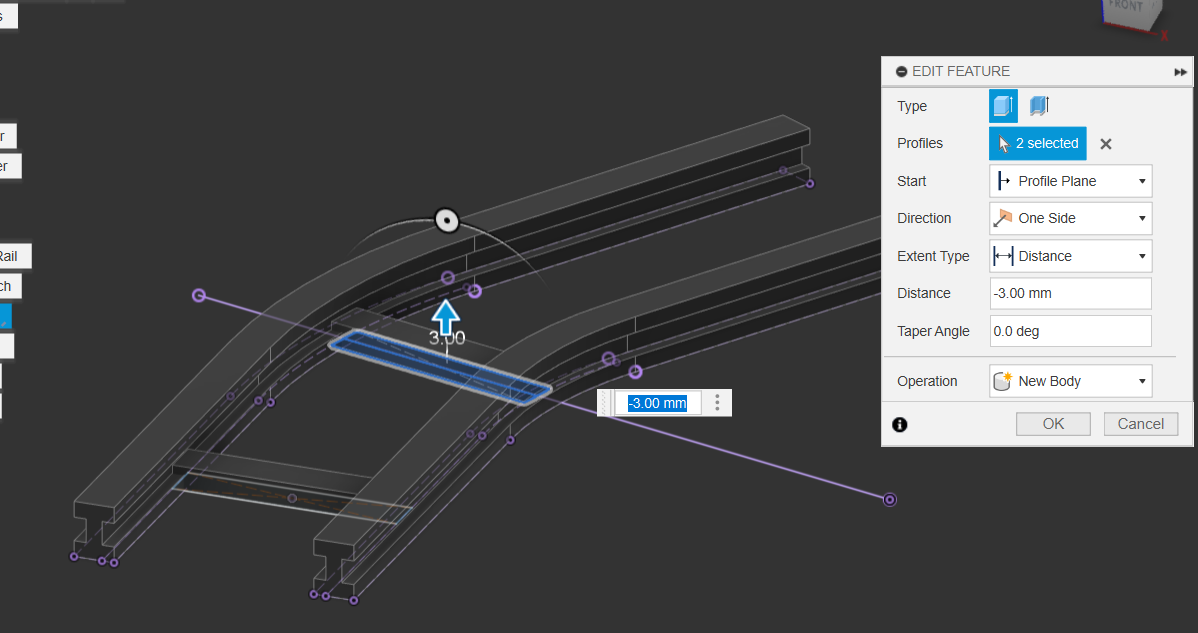 s
FRONT
X
EDIT FEATURE
Type
Profiles
2 selected
Start
Profile Plane
Direction
One Side
Extent Type
Distance
Distance
-3.00 mm
Taper Angle
0.0 deg
Operation
New Body
OK
Cancel
r
er
Rail
ch
3.00
-3.00 mm